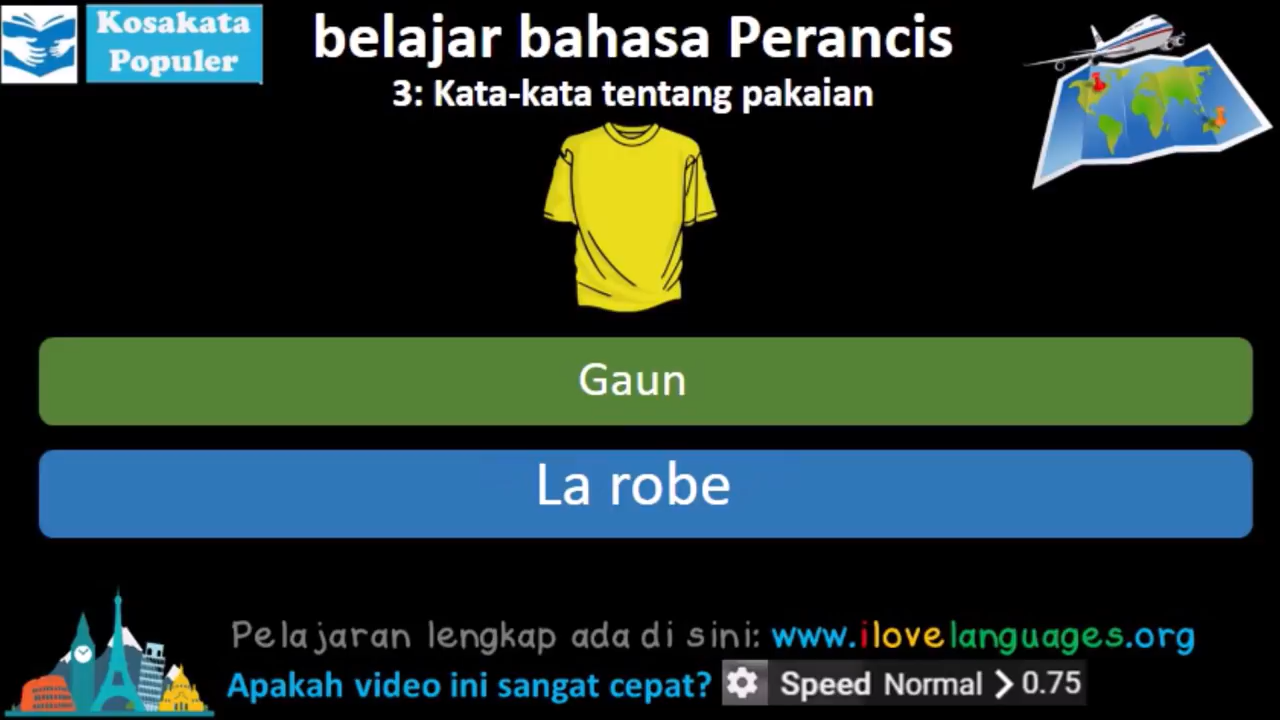 Kosakata
Populer
belajar bahasa Perancis
3: Kata-kata tentang pakaian
Gaun
La robe
Pelajaran lengkap ada di sini: www.ilovelanguages.org
Apakah video ini sangat cepat? Speed Normal > 0.75